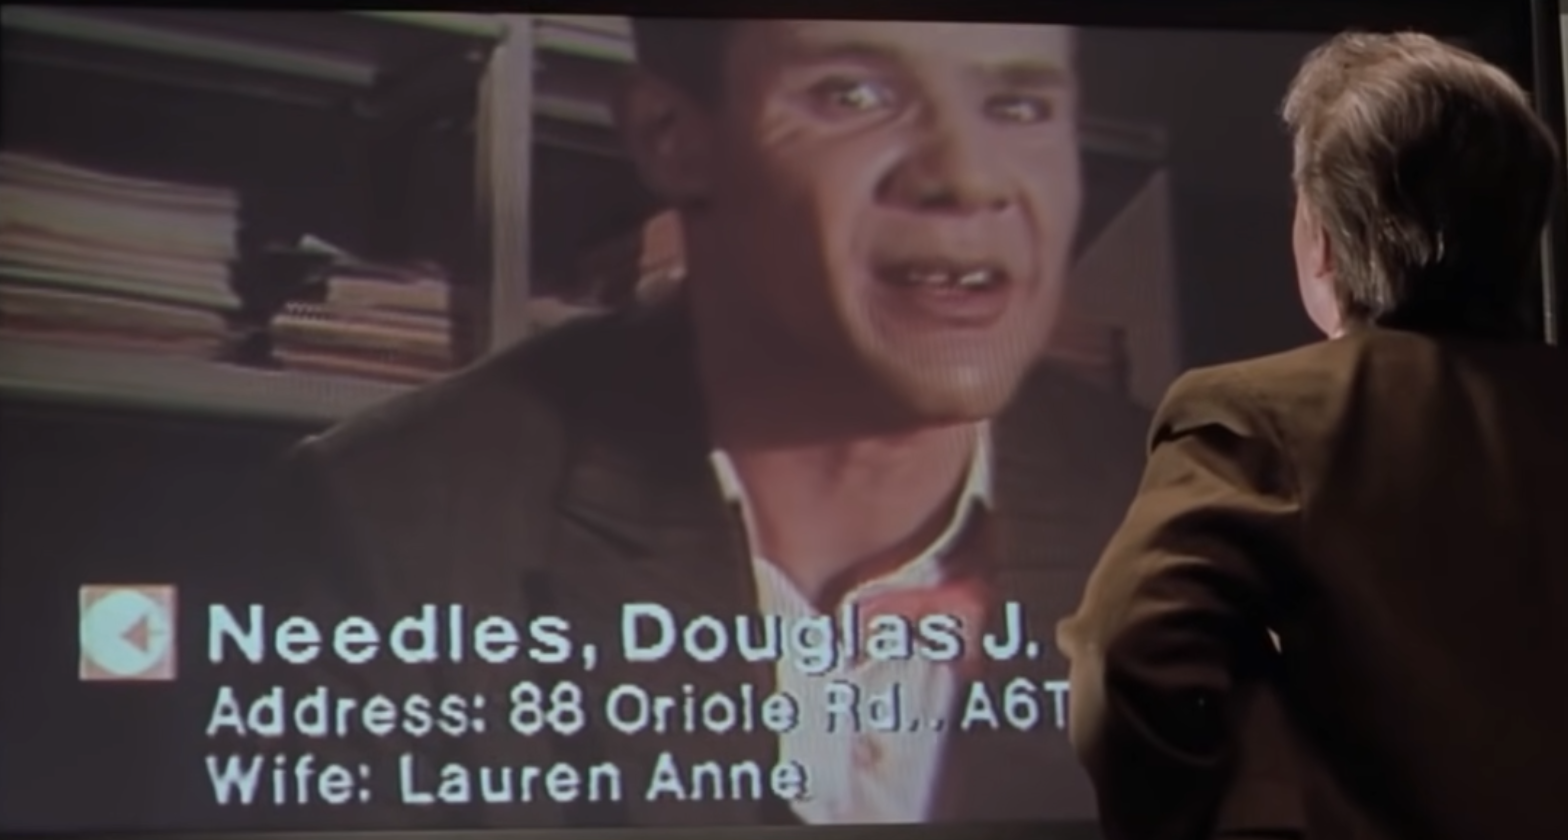 Needles, Douglas J.
Address: 88 Oriole Rd,. A6T
Wife: Lauren Anne